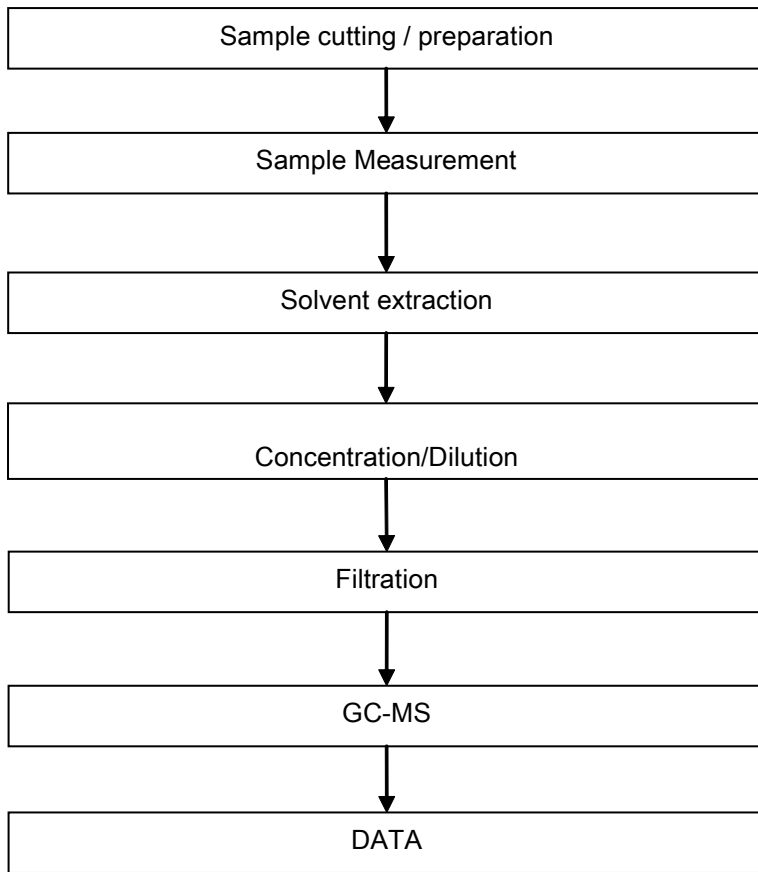 Sample cutting / preparation
Sample Measurement
Solvent extraction
Concentration/Dilution
Filtration
GC-MS
DATA